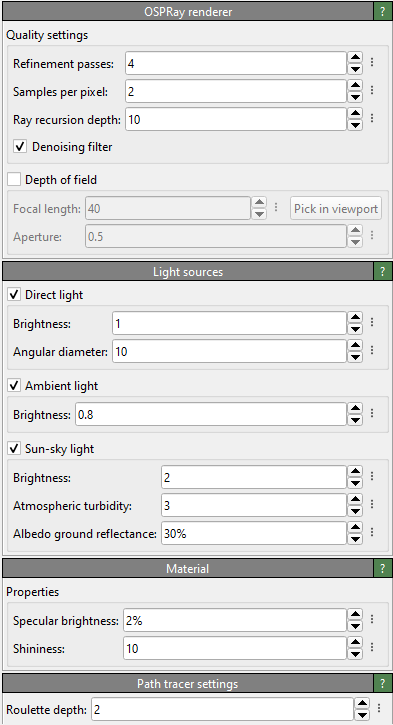 OSPRay renderer ?
Quality settings
Refinement passes: 4
Samples per pixel: 2
Ray recursion depth: 10
Denoising filter
Depth of field
Focal length: 40 Pick in viewport
Aperture: 0.5
Light sources ?
Direct light
Brightness: 1
Angular diameter: 10
Ambient light
Brightness: 0.8
Sun-sky light
Brightness: 2
Atmospheric turbidity: 3
Albedo ground reflectance: 30%
Material ?
Properties
Specular brightness: 2%
Shininess: 10
Path tracer settings ?
Roulette depth: 2